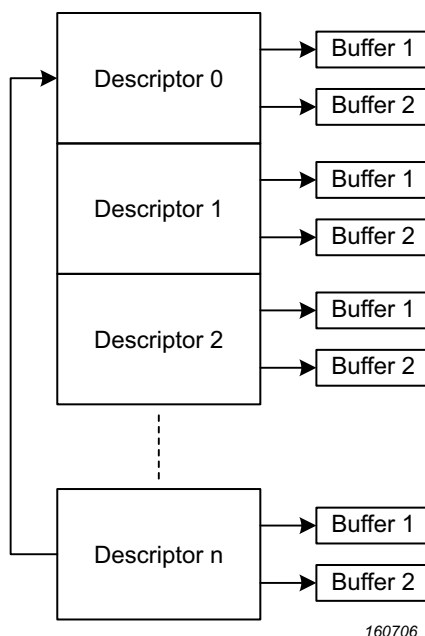 Descriptor 0
Buffer 1
Buffer 2
Descriptor 1
Buffer 1
Buffer 2
Descriptor 2
Buffer 1
Buffer 2
Descriptor n
Buffer 1
Buffer 2
160706